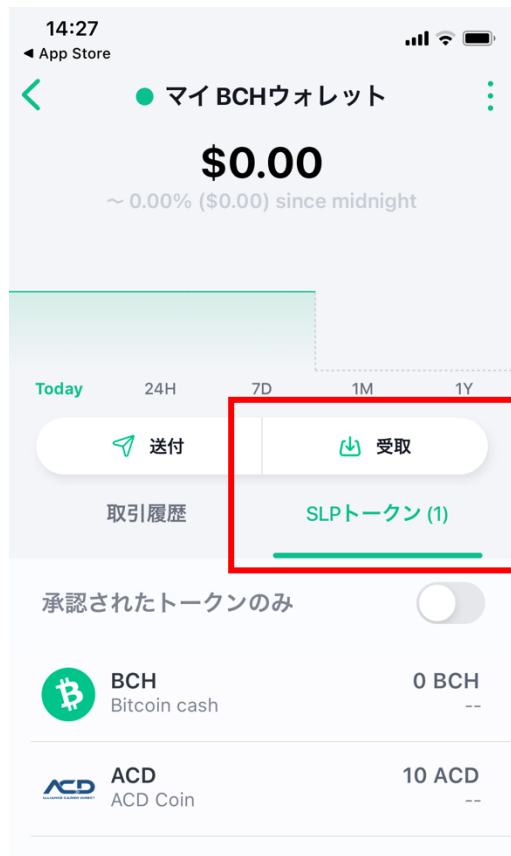 14:27
◀ App Store
マイ BCHウォレット
$0.00
～ 0.00% ($0.00) since midnight
Today 24H 7D 1M 1Y
送付 受取
取引履歴 SLPトークン (1)
承認されたトークンのみ
BCH 0 BCH
Bitcoin cash --
ACD ACD 10 ACD
ACD Coin --